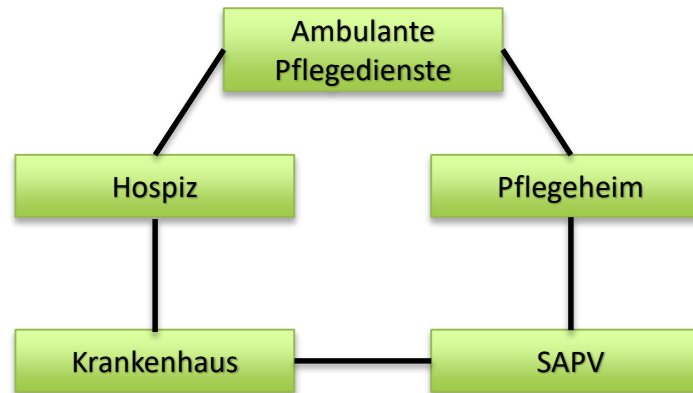 Ambulante
Pflegedienste
Hospiz
Pflegeheim
Krankenhaus
SAPV